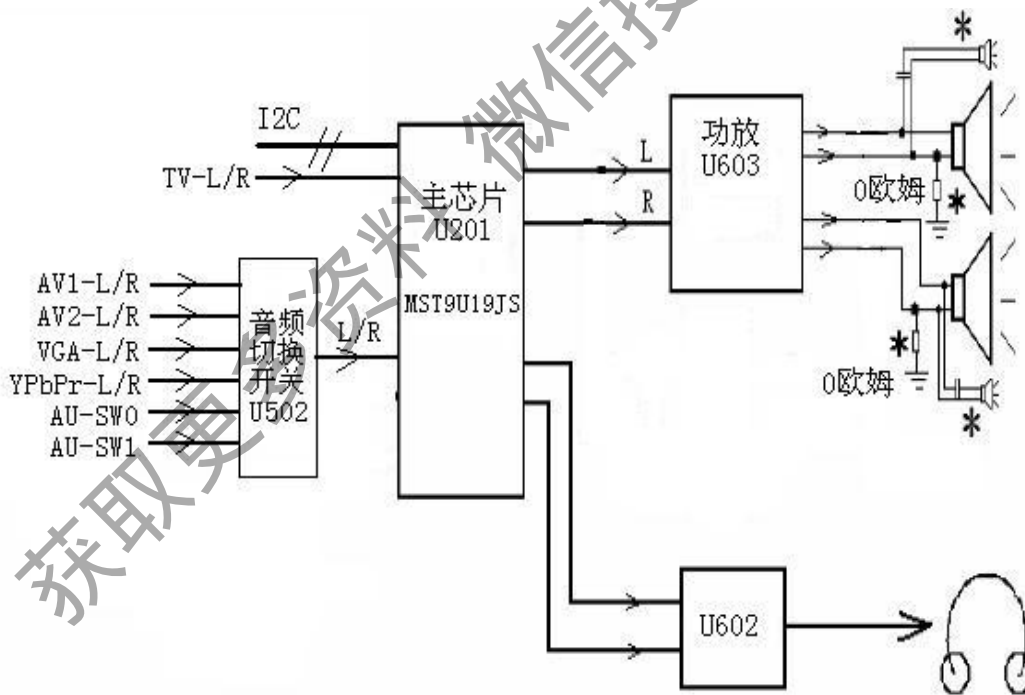 I2C
TV-L/R
主芯片
U201
MST9U19JS
L
R
功放
U603
0欧姆
*
*
0欧姆
*
*
AV1-L/R
AV2-L/R
VGA-L/R
YPbPr-L/R
AU-SW0
AU-SW1
音频
切换
开关
U502
L/R
U602
获取更多资料 微信搜